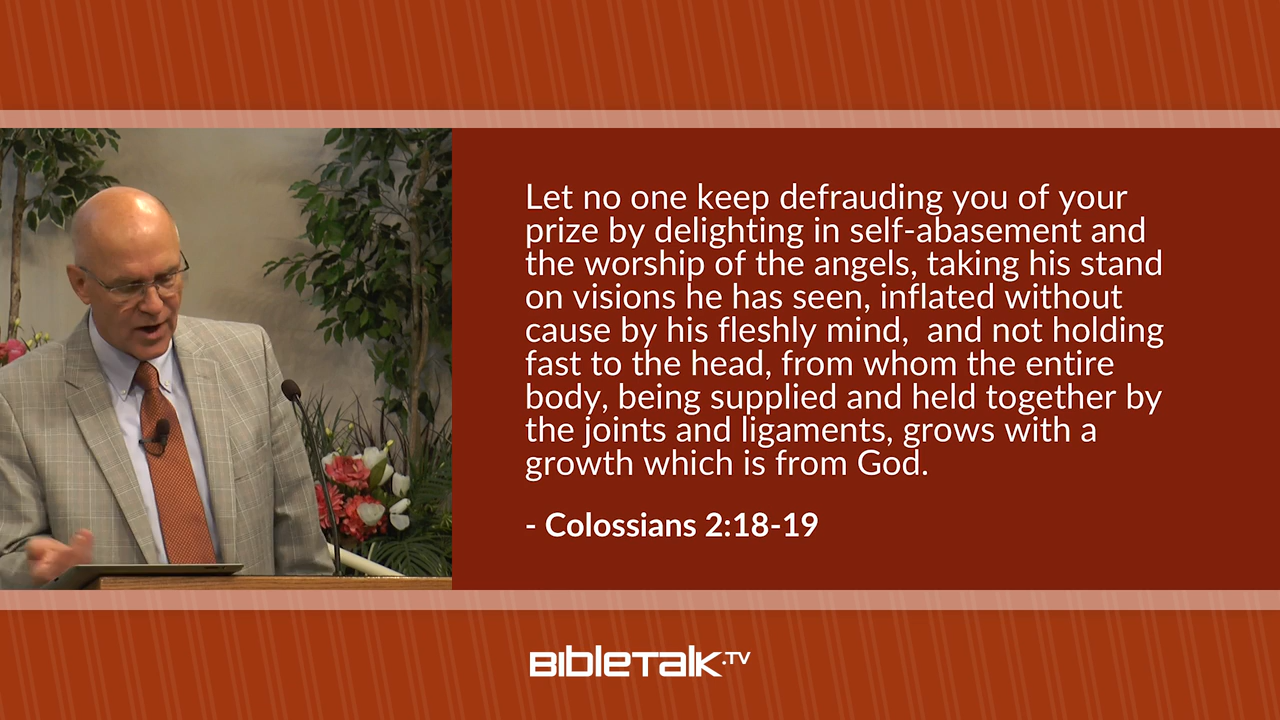 Let no one keep defrauding you of your
prize by delighting in self-abasement and
the worship of the angels, taking his stand
on visions he has seen, inflated without
cause by his fleshly mind,  and not holding
fast to the head, from whom the entire
body, being supplied and held together by
the joints and ligaments, grows with a
growth which is from God.
- Colossians 2:18-19
BIBLETALK.TV